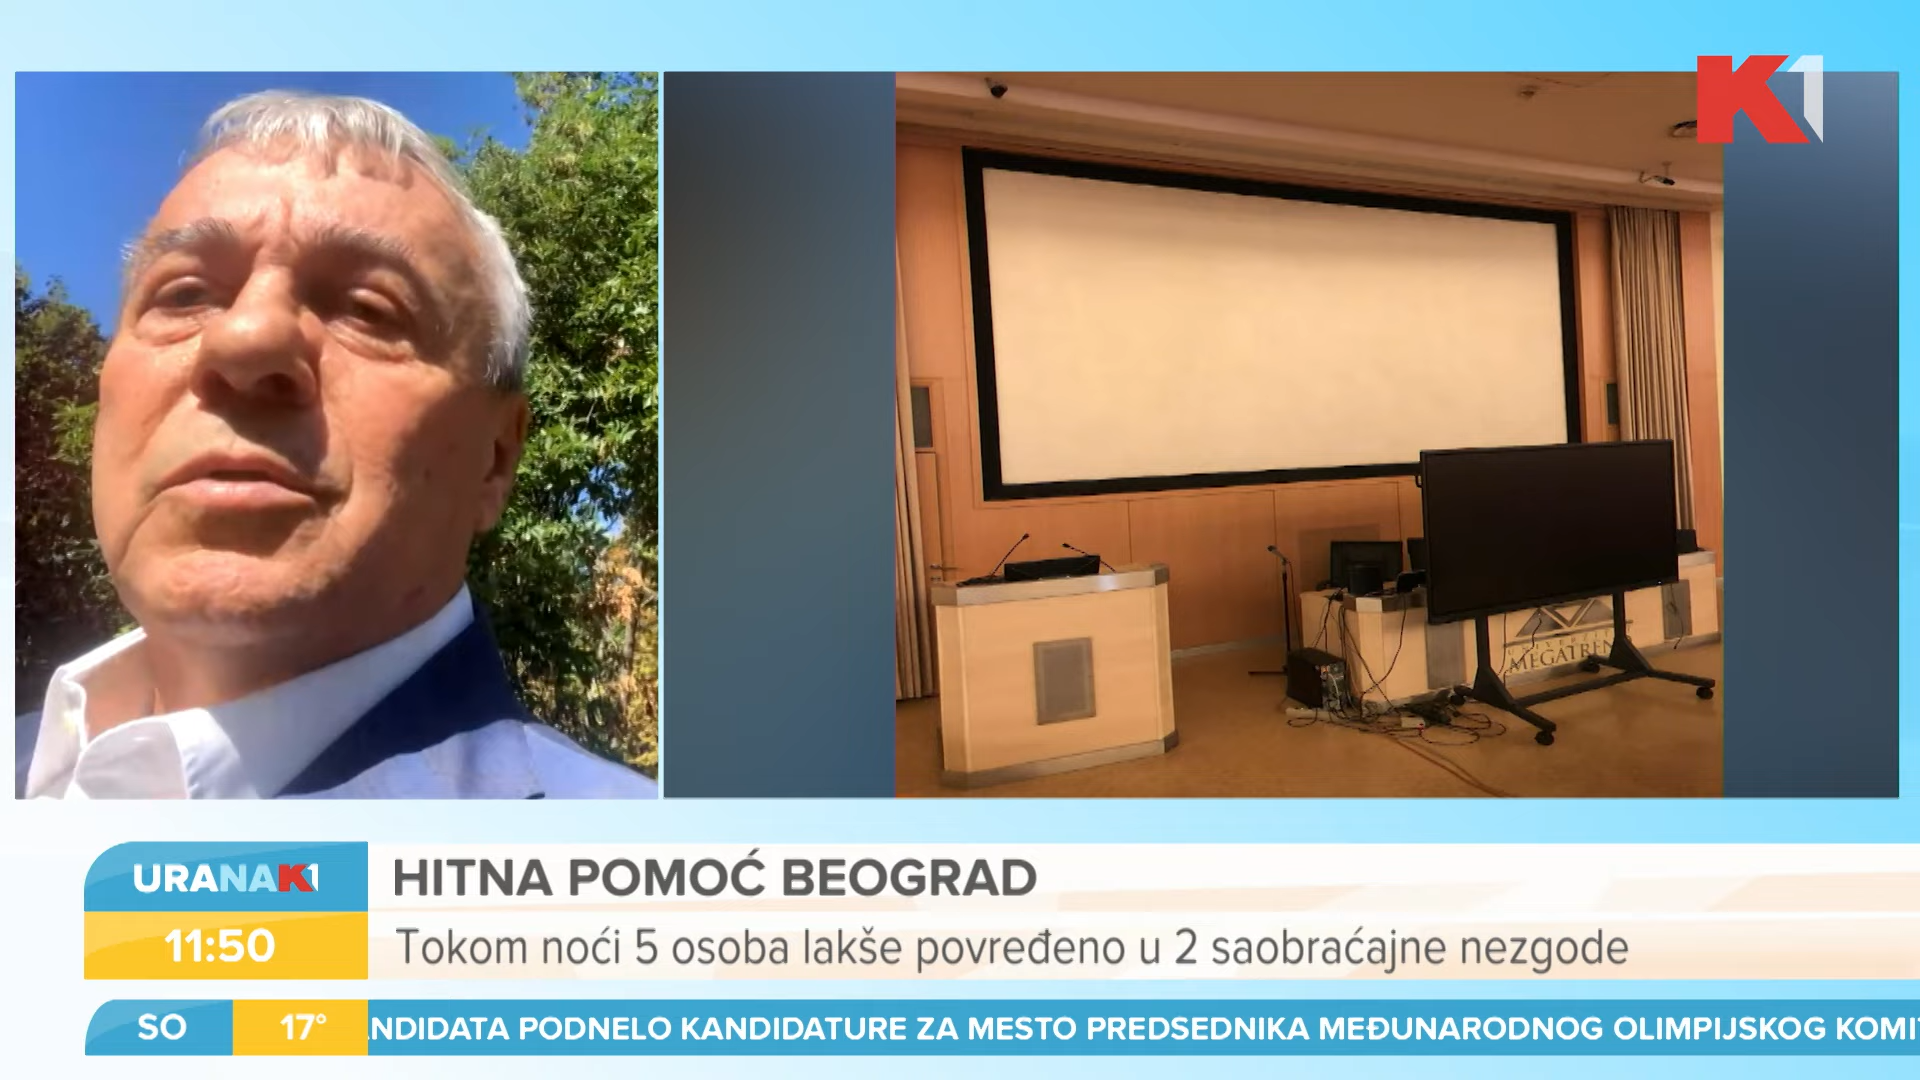 K1
UNIVERZITET
MEGATREND
URANAK1
HITNA POMOĆ BEOGRAD
11:50
Tokom noći 5 osoba lakše povređeno u 2 saobraćajne nezgode
SO
17°
NDIDATA PODNELO KANDIDATURE ZA MESTO PREDSEDNIKA MEĐUNARODNOG OLIMPIJSKOG KOMI